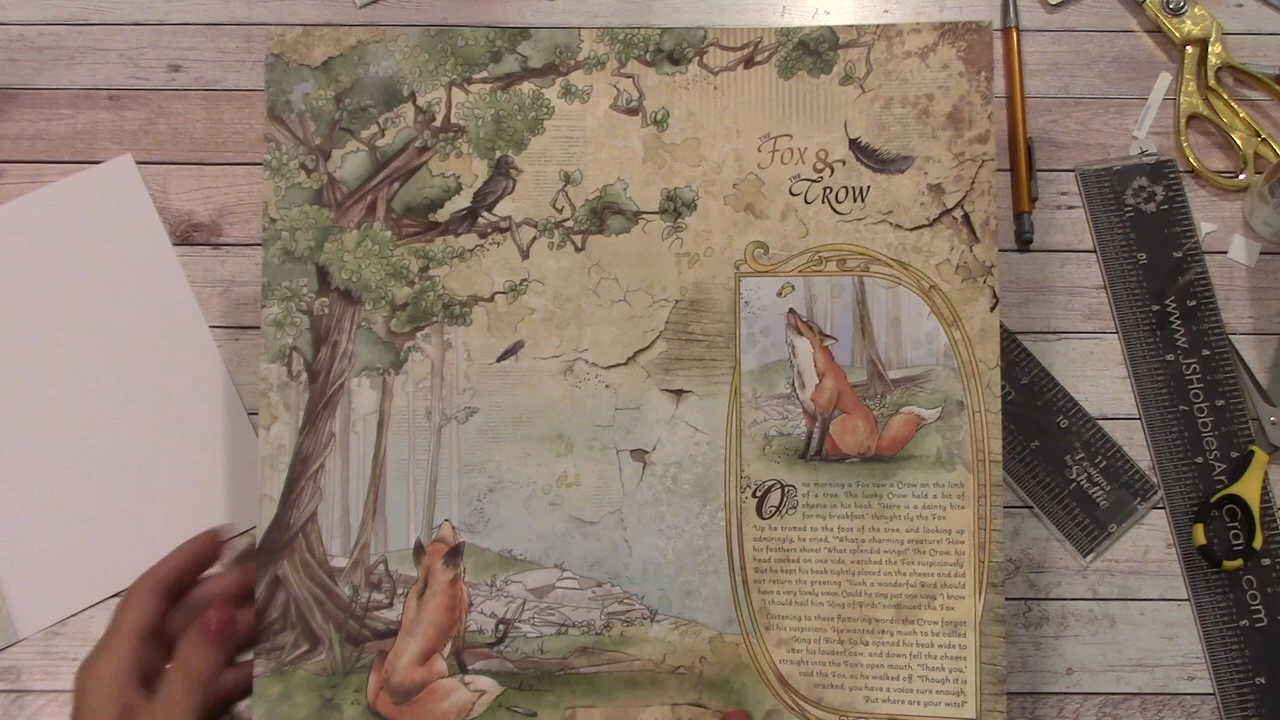 THE
Fox
&
THE
CROW
One morning a Fox saw a Crow on the limb
of a tree. The lucky Crow held a bit of
cheese in his beak. "Here is a dainty bite
for my breakfast," thought sly the Fox.
Up he trotted to the foot of the tree, and looking up
admiringly, he cried, "What a charming creature! How
his feathers shine! What splendid wings!" The Crow, his
head cocked on one side, watched the Fox suspiciously.
But he kept his beak tightly closed on the cheese and did
not return the greeting. "Such a wonderful Bird should
have a very lovely voice. Could he sing just one song, I know
I should hail him King of Birds" continued the Fox.
Listening to these flattering words, the Crow forgot
all his suspicions. He wanted very much to be called
King of Birds. So he opened his beak wide to
utter his loudest caw, and down fell the cheese
straight into the Fox's open mouth. "Thank you,"
said the Fox, as he walked off. "Though it is
cracked, you have a voice sure enough.
But where are your wits?"
www.JSHobbiesAn
.com
Designs
by
Shellie
Crai